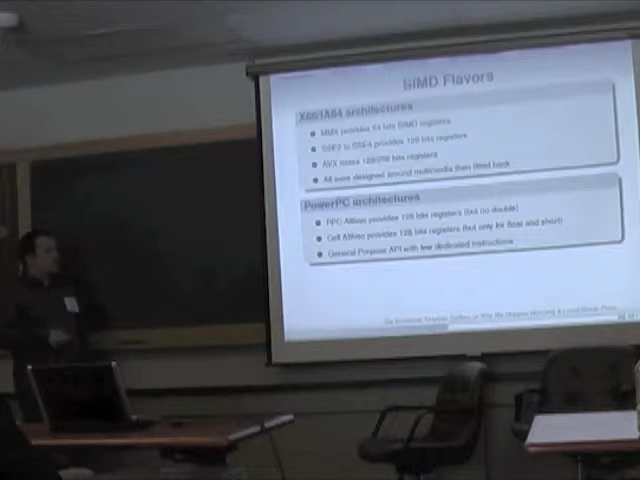 SIMD Flavors
X86/IA64 architectures
MMX provides 64 bits SIMD registers
SSE2 to SSE4 provides 128 bits registers
AVX mixes 128/256 bits registers
All were designed around multimedia then fitted back
PowerPC architectures
PPC Altivec provides 128 bits registers (but no double)
Cell Altivec provides 128 bits registers (but only for float and short)
General Purpose API with few dedicated instructions